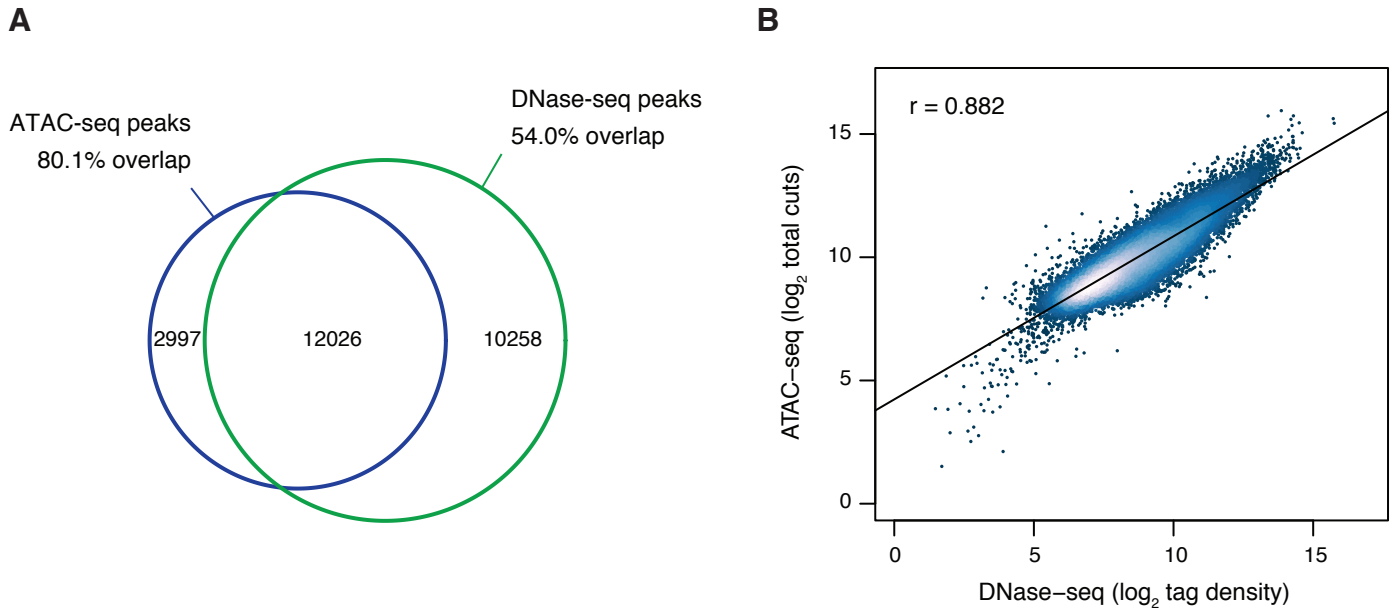 A
ATAC-seq peaks
80.1% overlap
DNase-seq peaks
54.0% overlap
2997
12026
10258
B
r = 0.882
ATAC−seq (log2 total cuts)
15
10
5
0
0
5
10
15
DNase−seq (log2 tag density)